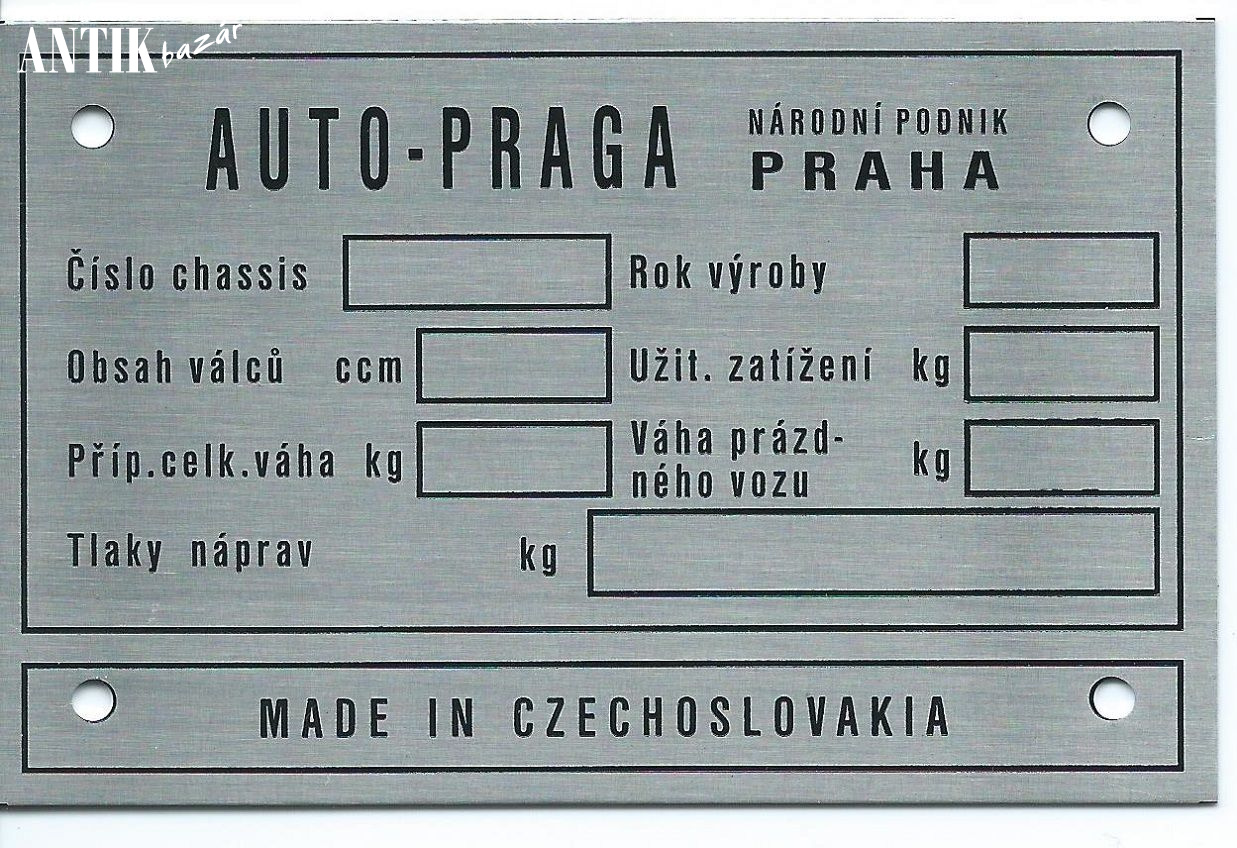 ANTIK bazár
AUTO-PRAGA
NÁRODNÍ PODNIK
PRAHA
Číslo chassis
Rok výroby
Obsah válců ccm
Užit. zatížení kg
Příp.celk.váha kg
Váha prázd-
ného vozu kg
Tlaky náprav kg
MADE IN CZECHOSLOVAKIA